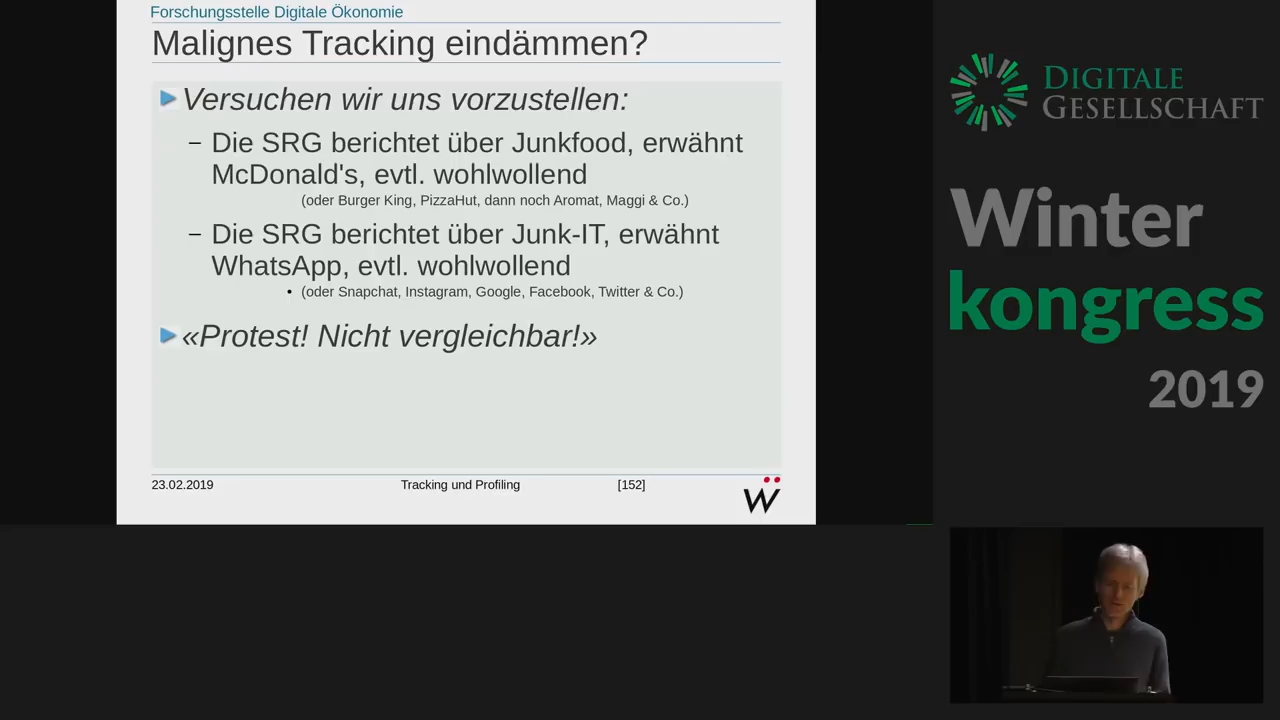 Forschungsstelle Digitale Ökonomie
Malignes Tracking eindämmen?
Versuchen wir uns vorzustellen:
– Die SRG berichtet über Junkfood, erwähnt
McDonald's, evtl. wohlwollend
(oder Burger King, PizzaHut, dann noch Aromat, Maggi & Co.)
– Die SRG berichtet über Junk-IT, erwähnt
WhatsApp, evtl. wohlwollend
• (oder Snapchat, Instagram, Google, Facebook, Twitter & Co.)
«Protest! Nicht vergleichbar!»
23.02.2019 Tracking und Profiling [152]
Ẅ
DIGITALE
GESELLSCHAFT
Winter
kongress
2019